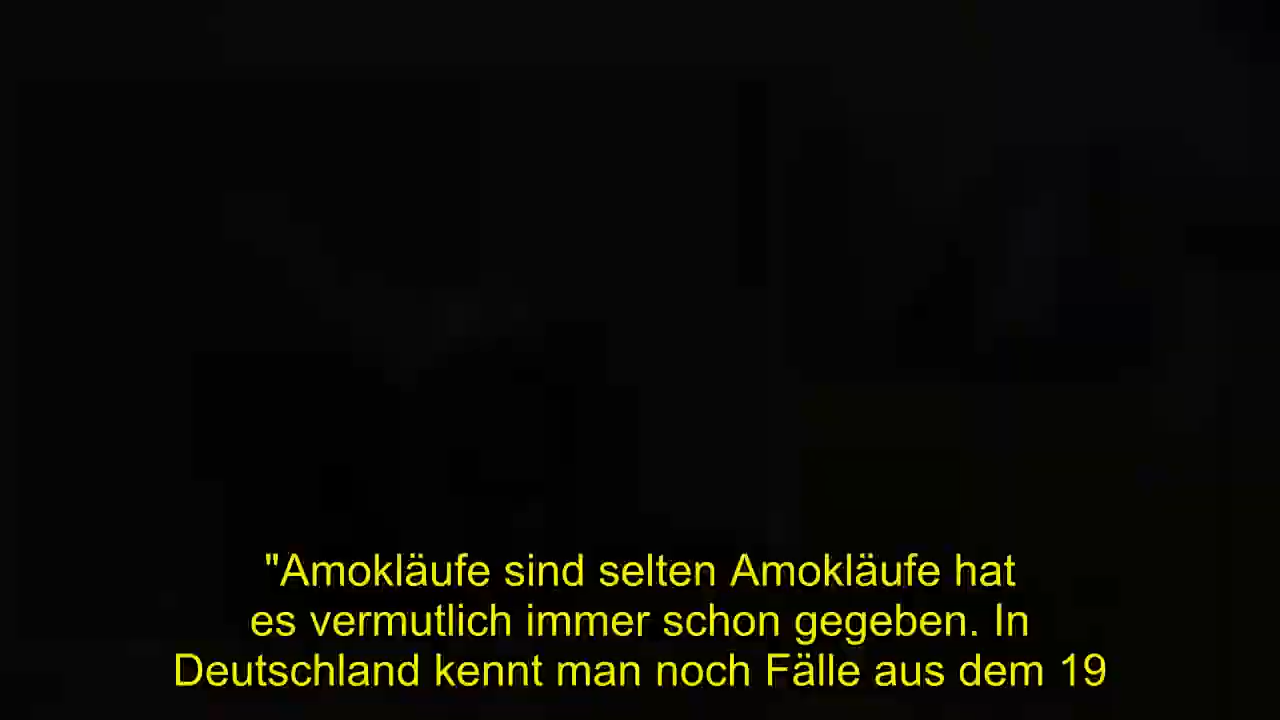 "Amokläufe sind selten Amokläufe hat
es vermutlich immer schon gegeben. In
Deutschland kennt man noch Fälle aus dem 19